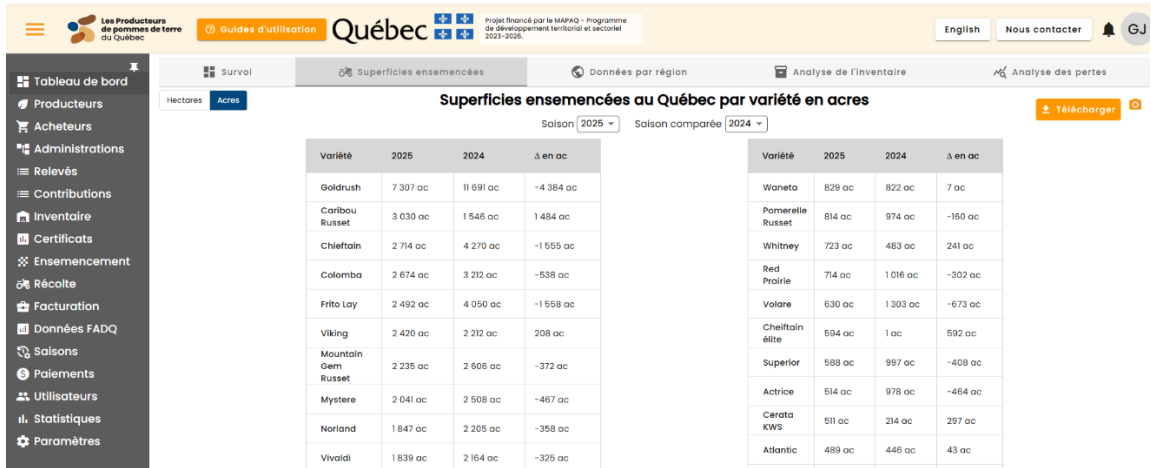 Les Producteurs
de pommes de terre
du Québec
Guides d'utilisation
Québec
Projet financé par le MAPAQ - Programme
de développement territorial et sectoriel
2023-2026.
English
Nous contacter
GJ
Tableau de bord
Producteurs
Acheteurs
Administrations
Relevés
Contributions
Inventaire
Certificats
Ensemencement
Récolte
Facturation
Données FADQ
Saisons
Paiements
Utilisateurs
Statistiques
Paramètres
Survol
Superficies ensemencées
Données par région
Analyse de l'inventaire
Analyse des pertes
Hectares Acres
Superficies ensemencées au Québec par variété en acres
Télécharger
Saison 2025 Saison comparée 2024
Variété 2025 2024 Δ en ac
Goldrush 7 307 ac 11 691 ac -4 384 ac
Caribou
Russet 3 030 ac 1 546 ac 1 484 ac
Chieftain 2 714 ac 4 270 ac -1 555 ac
Colomba 2 674 ac 3 212 ac -538 ac
Frito Lay 2 492 ac 4 050 ac -1 558 ac
Viking 2 420 ac 2 212 ac 208 ac
Mountain
Gem
Russet 2 235 ac 2 606 ac -372 ac
Mystere 2 041 ac 2 508 ac -467 ac
Norland 1 847 ac 2 205 ac -358 ac
Vivaldi 1 839 ac 2 164 ac -325 ac
Variété 2025 2024 Δ en ac
Waneta 829 ac 822 ac 7 ac
Pomerelle
Russet 814 ac 974 ac -160 ac
Whitney 723 ac 483 ac 241 ac
Red
Prairie 714 ac 1 016 ac -302 ac
Volare 630 ac 1 303 ac -673 ac
Cheiftain
élite 594 ac 1 ac 592 ac
Superior 588 ac 997 ac -408 ac
Actrice 514 ac 978 ac -464 ac
Cerata
KWS 511 ac 214 ac 297 ac
Atlantic 489 ac 446 ac 43 ac